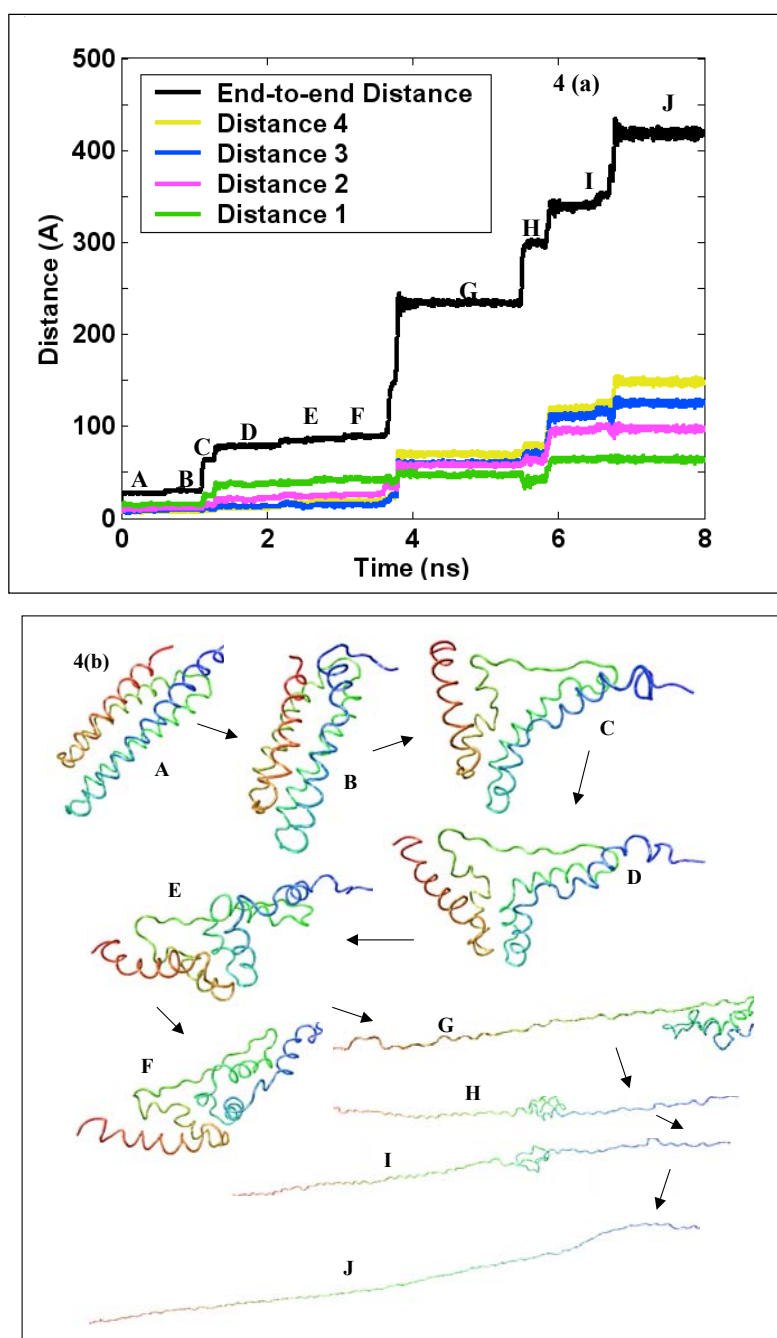 500
400
300
200
100
0
Distance (A)
4 (a)
End-to-end Distance
Distance 4
Distance 3
Distance 2
Distance 1
A
B
C
D
E
F
G
H
I
J
0
2
4
6
8
Time (ns)
4(b)
A
B
C
D
E
F
G
H
I
J